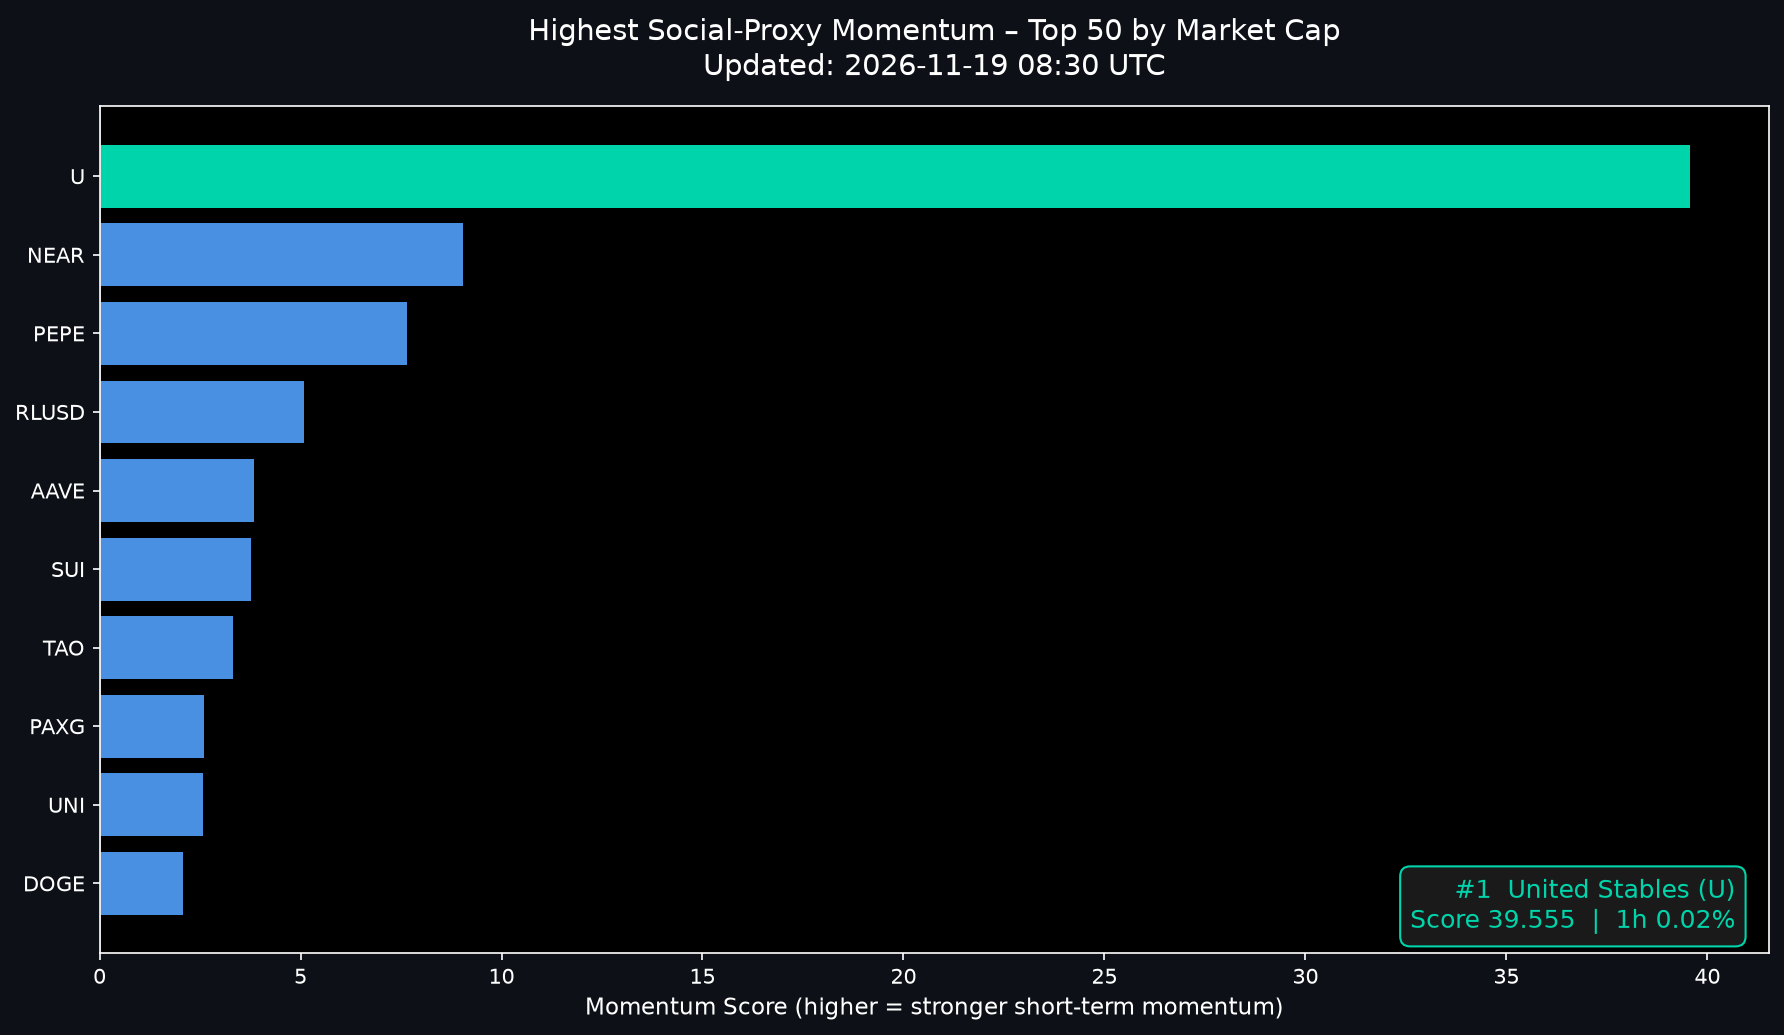 Highest Social-Proxy Momentum – Top 50 by Market Cap
Updated: 2026-11-19 08:30 UTC
U
NEAR
PEPE
RLUSD
AAVE
SUI
TAO
PAXG
UNI
DOGE
#1  United Stables (U)
Score 39.555  |  1h 0.02%
0 5 10 15 20 25 30 35 40
Momentum Score (higher = stronger short-term momentum)